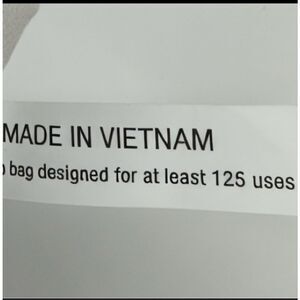 MADE IN VIETNAM
bag designed for at least 125 uses